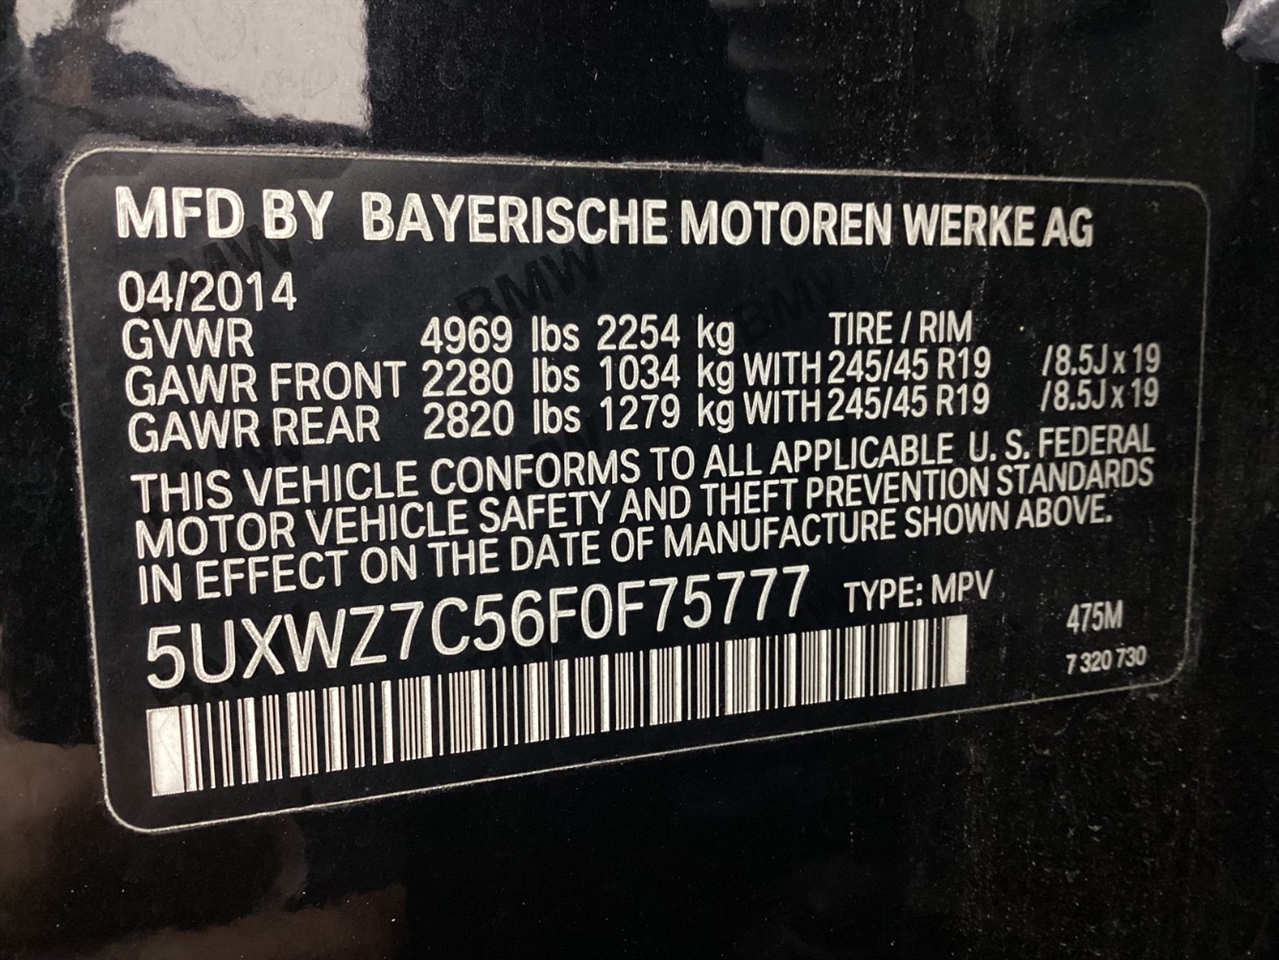 MFD BY BAYERISCHE MOTOREN WERKE AG
04/2014
GVWR 4969 lbs 2254 kg TIRE / RIM
GAWR FRONT 2280 lbs 1034 kg WITH 245/45 R19 /8.5J x 19
GAWR REAR 2820 lbs 1279 kg WITH 245/45 R19 /8.5J x 19
THIS VEHICLE CONFORMS TO ALL APPLICABLE U. S. FEDERAL
MOTOR VEHICLE SAFETY AND THEFT PREVENTION STANDARDS
IN EFFECT ON THE DATE OF MANUFACTURE SHOWN ABOVE.
5UXWZ7C56F0F75777 TYPE: MPV
475M
7 320 730